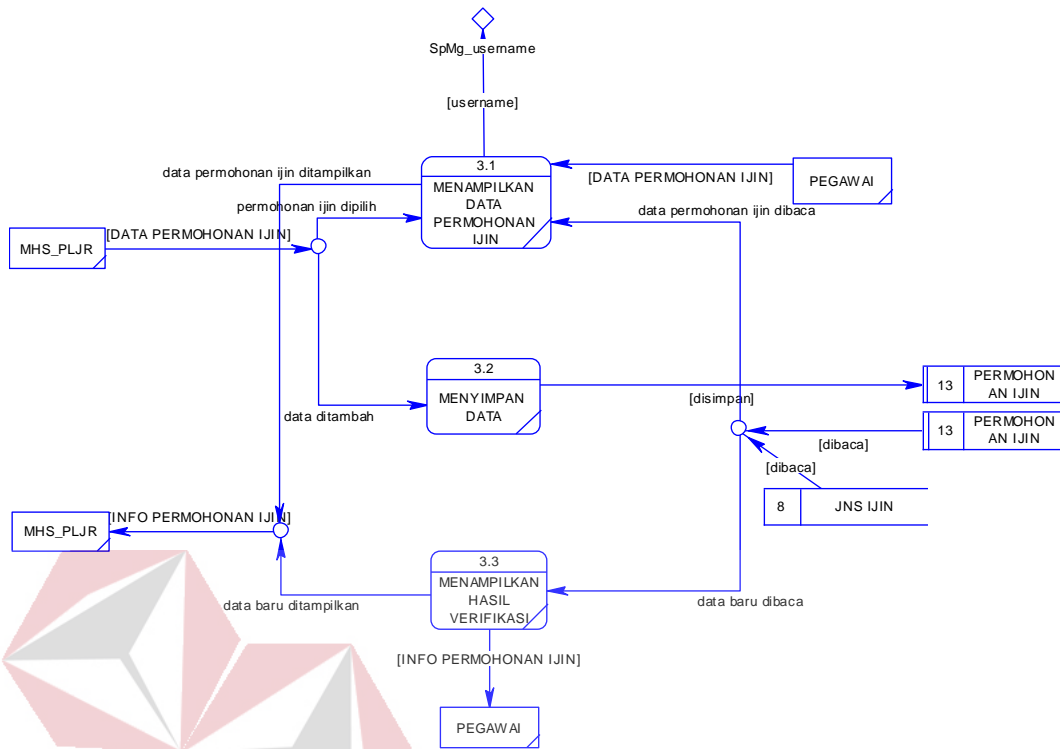 SpMg_username
[username]
3.1
MENAMPILKAN
DATA
PERMOHONAN
IJIN
data permohonan ijin ditampilkan
[DATA PERMOHONAN IJIN]
PEGAWAI
permohonan ijin dipilih
data permohonan ijin dibaca
MHS_PLJR
[DATA PERMOHONAN IJIN]
3.2
MENYIMPAN
DATA
data ditambah
[disimpan]
13
PERMOHON
AN IJIN
13
PERMOHON
AN IJIN
[dibaca]
[dibaca]
8
JNS IJIN
MHS_PLJR
[INFO PERMOHONAN IJIN]
3.3
MENAMPILKAN
HASIL
VERIFIKASI
data baru ditampilkan
data baru dibaca
[INFO PERMOHONAN IJIN]
PEGAWAI